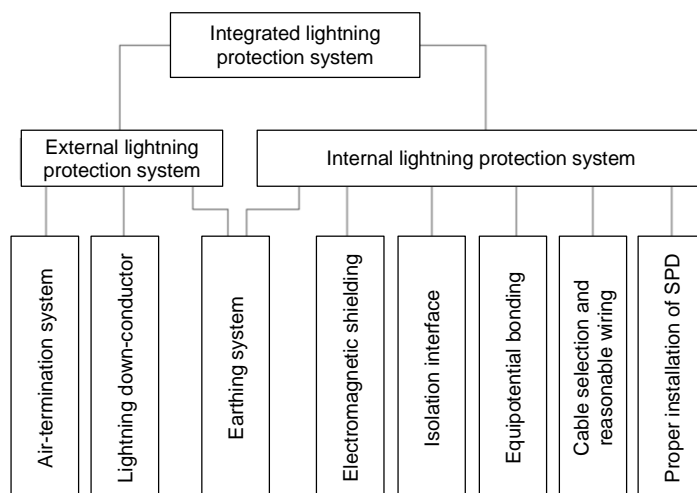 Integrated lightning
protection system
External lightning
protection system
Internal lightning protection system
Air-termination system
Lightning down-conductor
Earthing system
Electromagnetic shielding
Isolation interface
Equipotential bonding
Cable selection and
reasonable wiring
Proper installation of SPD